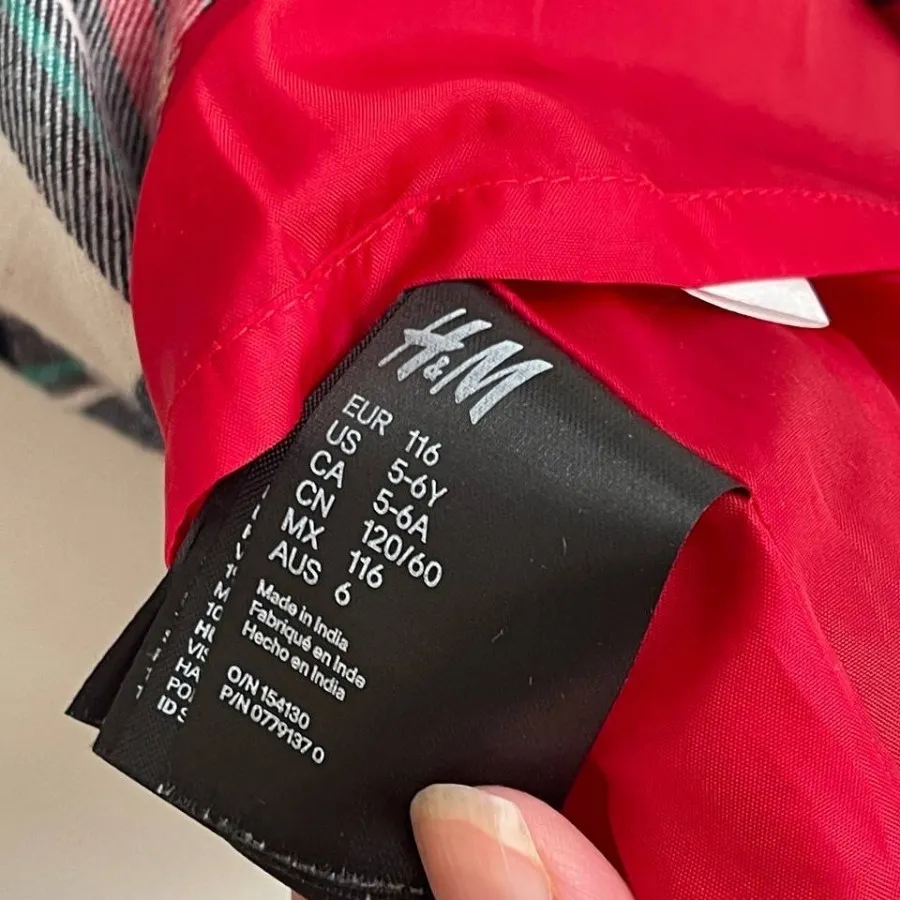 H&M
EUR 116
US 5-6Y
CA 5-6A
CN 120/60
MX 116
AUS 6
Made in India
Fabriqué en Inde
Hecho en India
O/N 154130
P/N 0779137 0